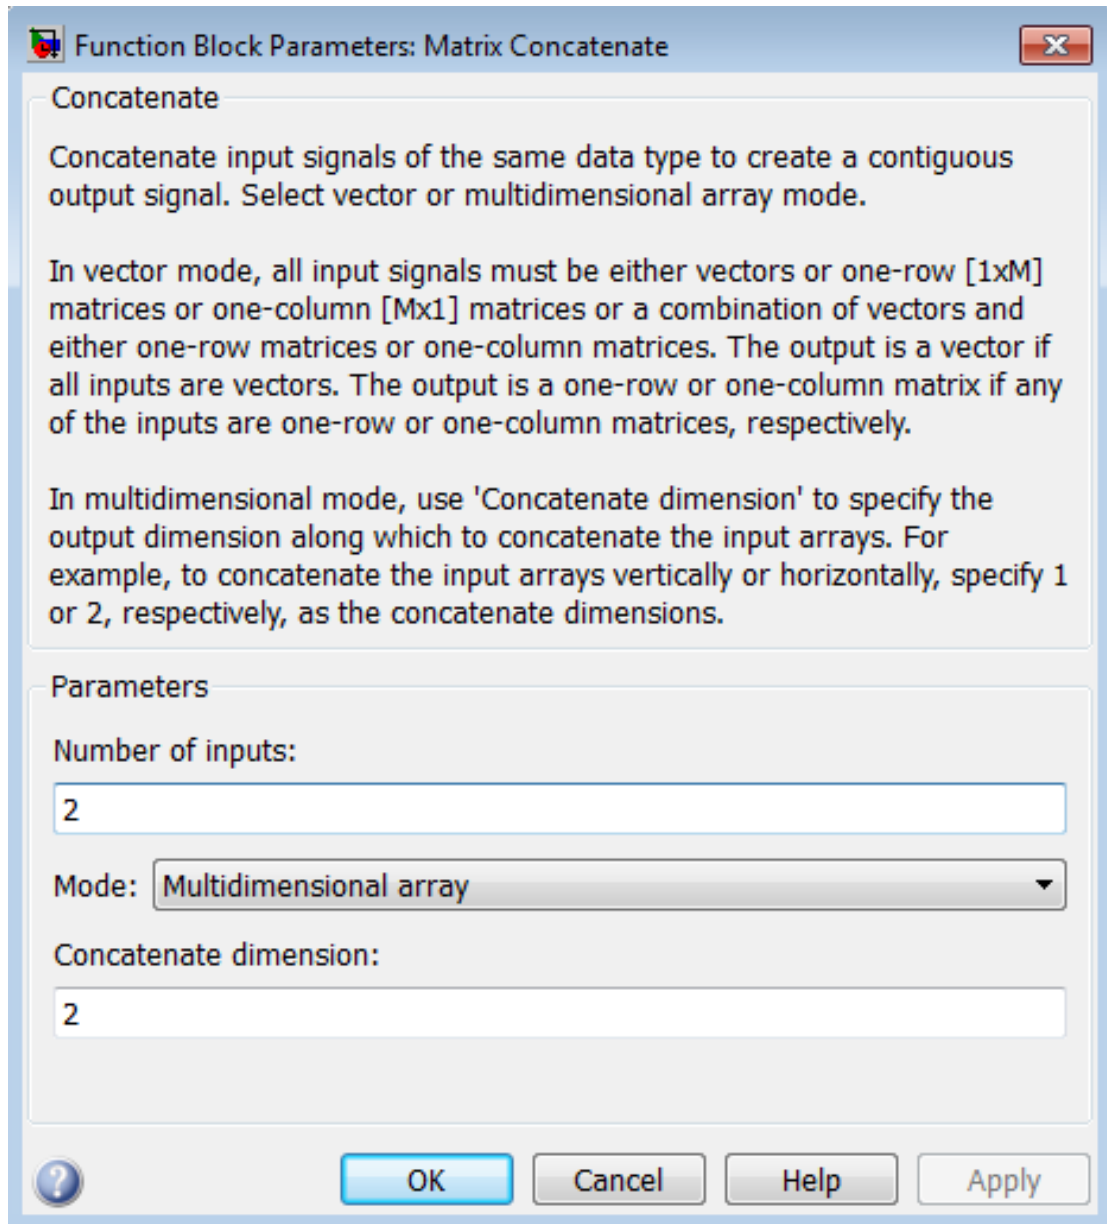 Function Block Parameters: Matrix Concatenate
Concatenate
Concatenate input signals of the same data type to create a contiguous
output signal. Select vector or multidimensional array mode.
In vector mode, all input signals must be either vectors or one-row [1xM]
matrices or one-column [Mx1] matrices or a combination of vectors and
either one-row matrices or one-column matrices. The output is a vector if
all inputs are vectors. The output is a one-row or one-column matrix if any
of the inputs are one-row or one-column matrices, respectively.
In multidimensional mode, use 'Concatenate dimension' to specify the
output dimension along which to concatenate the input arrays. For
example, to concatenate the input arrays vertically or horizontally, specify 1
or 2, respectively, as the concatenate dimensions.
Parameters
Number of inputs:
2
Mode: Multidimensional array
Concatenate dimension:
2
? OK Cancel Help Apply